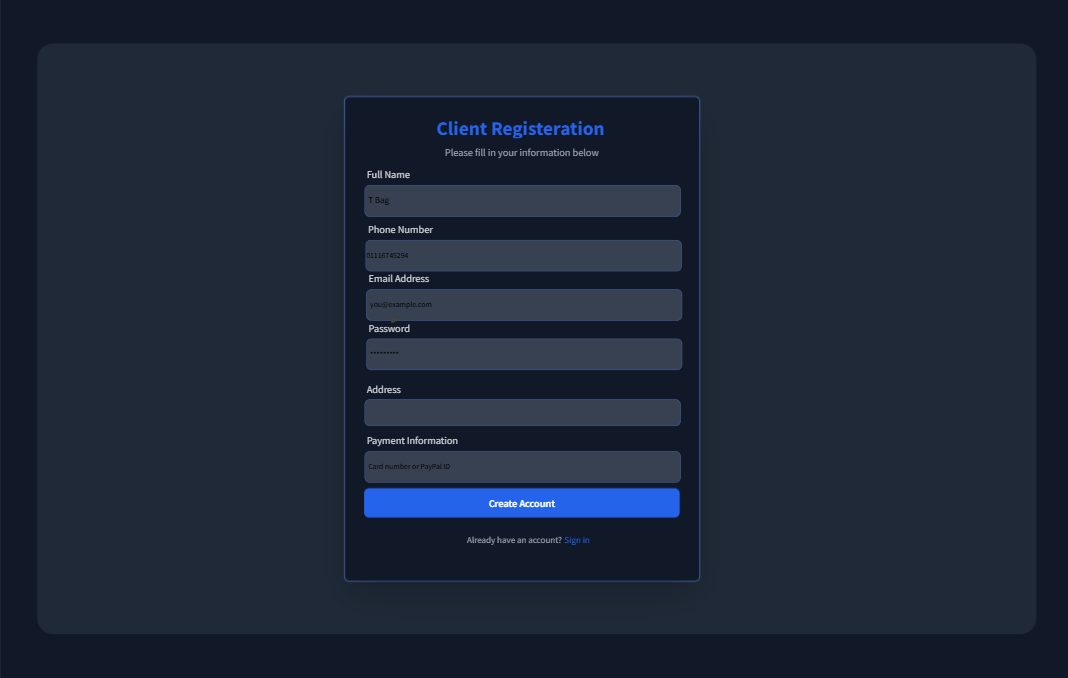 Client Registeration
Please fill in your information below
Full Name
T Bag
Phone Number
01116745294
Email Address
you@example.com
Password
•••••••••
Address
Payment Information
Card number or PayPal ID
Create Account
Already have an account? Sign in